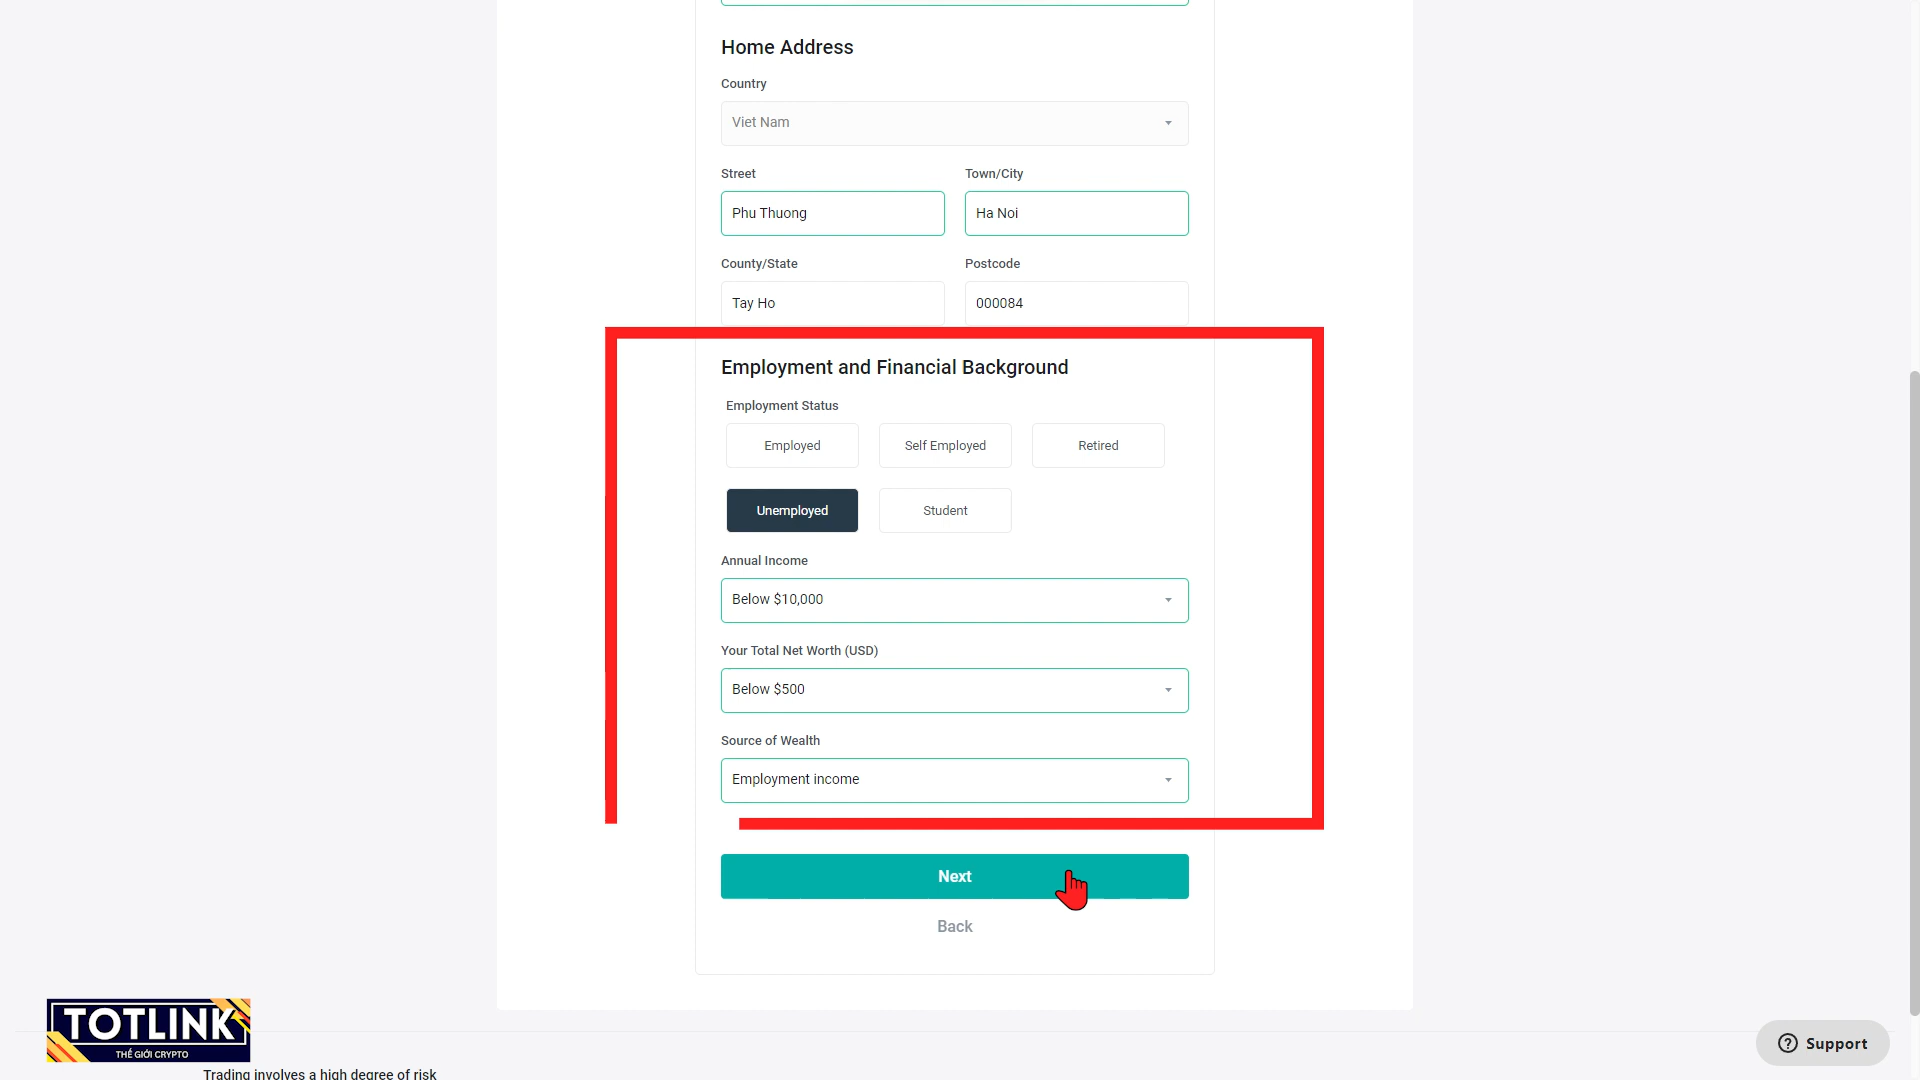 Home Address
Country
Viet Nam
Street
Town/City
Phu Thuong
Ha Noi
County/State
Postcode
Tay Ho
000084
Employment and Financial Background
Employment Status
Employed
Self Employed
Retired
Unemployed
Student
Annual Income
Below $10,000
Your Total Net Worth (USD)
Below $500
Source of Wealth
Employment income
Next
Back
TOTLINK
THẾ GIỚI CRYPTO
Support
Trading involves a high degree of risk